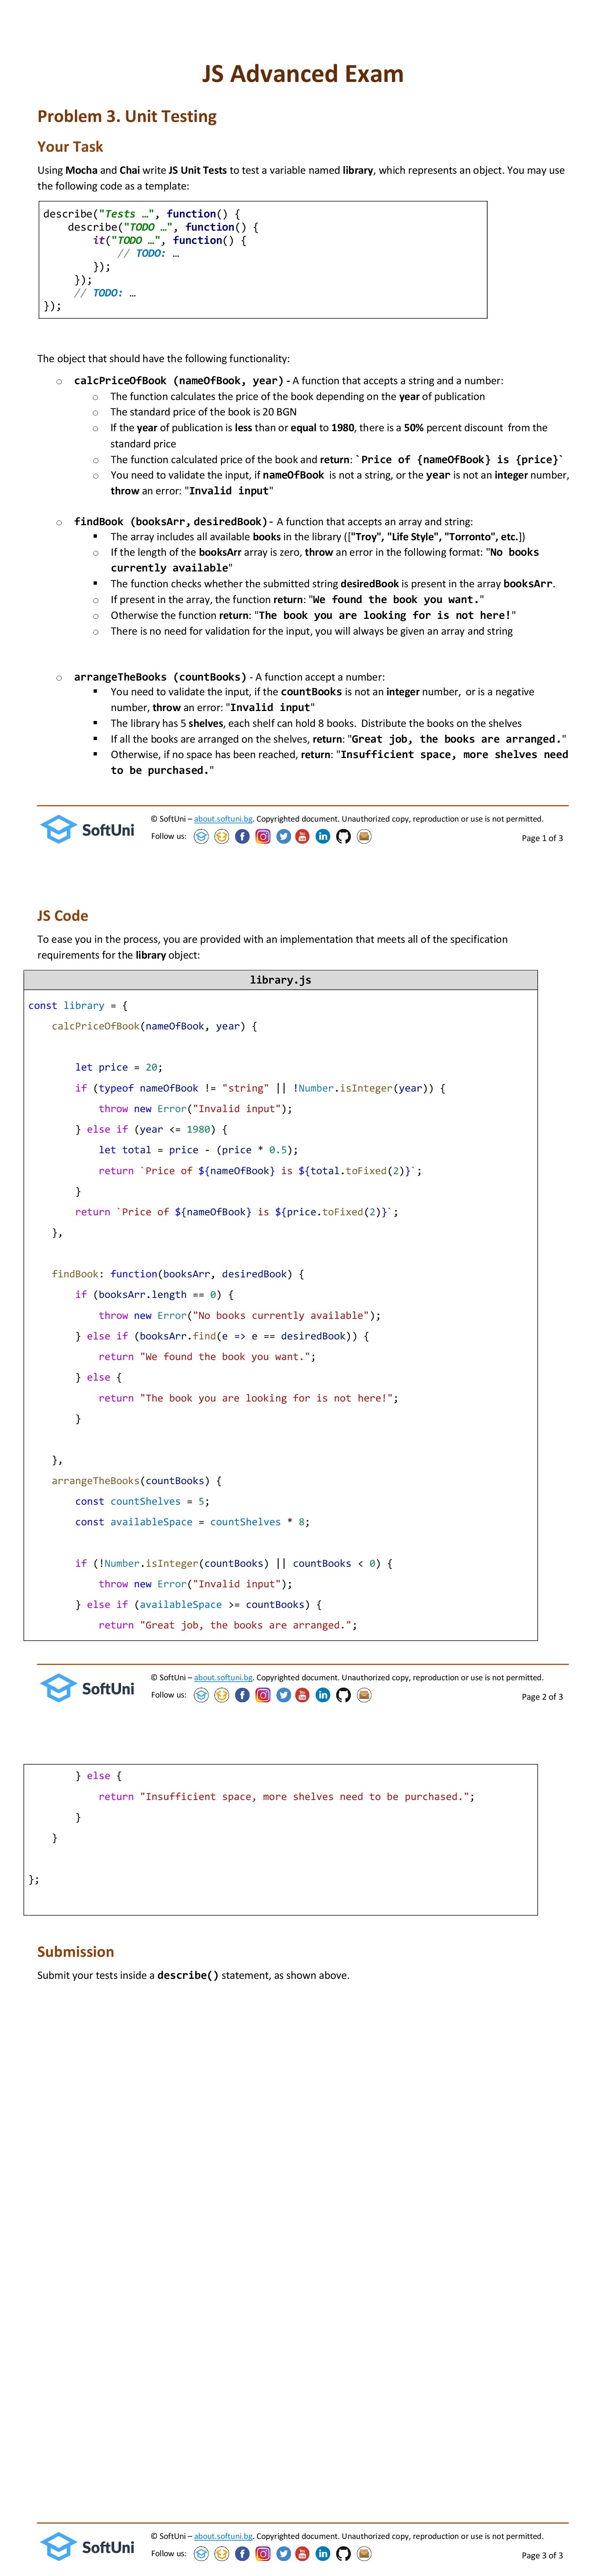 JS Advanced Exam
Problem 3. Unit Testing
Your Task
Using Mocha and Chai write JS Unit Tests to test a variable named library, which represents an object. You may use
the following code as a template:
describe("Tests …", function() {
    describe("TODO …", function() {
        it("TODO …", function() {
            // TODO: …
        });
     });
     // TODO: …
});
The object that should have the following functionality:
o calcPriceOfBook (nameOfBook, year) - A function that accepts a string and a number:
o The function calculates the price of the book depending on the year of publication
o The standard price of the book is 20 BGN
o If the year of publication is less than or equal to 1980, there is a 50% percent discount from the
standard price
o The function calculated price of the book and return: `Price of {nameOfBook} is {price}`
o You need to validate the input, if nameOfBook is not a string, or the year is not an integer number,
throw an error: "Invalid input"
o findBook (booksArr, desiredBook) - A function that accepts an array and string:
▪ The array includes all available books in the library (["Troy", "Life Style", "Torronto", etc.])
o If the length of the booksArr array is zero, throw an error in the following format: "No books
currently available"
▪ The function checks whether the submitted string desiredBook is present in the array booksArr.
o If present in the array, the function return: "We found the book you want."
o Otherwise the function return: "The book you are looking for is not here!"
o There is no need for validation for the input, you will always be given an array and string
o arrangeTheBooks (countBooks) - A function accept a number:
▪ You need to validate the input, if the countBooks is not an integer number, or is a negative
number, throw an error: "Invalid input"
▪ The library has 5 shelves, each shelf can hold 8 books. Distribute the books on the shelves
▪ If all the books are arranged on the shelves, return: "Great job, the books are arranged."
▪ Otherwise, if no space has been reached, return: "Insufficient space, more shelves need
to be purchased."
SoftUni
© SoftUni – about.softuni.bg. Copyrighted document. Unauthorized copy, reproduction or use is not permitted.
Follow us:
Page 1 of 3
JS Code
To ease you in the process, you are provided with an implementation that meets all of the specification
requirements for the library object:
library.js
const library = {
    calcPriceOfBook(nameOfBook, year) {
        let price = 20;
        if (typeof nameOfBook != "string" || !Number.isInteger(year)) {
            throw new Error("Invalid input");
        } else if (year <= 1980) {
            let total = price - (price * 0.5);
            return `Price of ${nameOfBook} is ${total.toFixed(2)}`;
        }
        return `Price of ${nameOfBook} is ${price.toFixed(2)}`;
    },
    findBook: function(booksArr, desiredBook) {
        if (booksArr.length == 0) {
            throw new Error("No books currently available");
        } else if (booksArr.find(e => e == desiredBook)) {
            return "We found the book you want.";
        } else {
            return "The book you are looking for is not here!";
        }
    },
    arrangeTheBooks(countBooks) {
        const countShelves = 5;
        const availableSpace = countShelves * 8;
        if (!Number.isInteger(countBooks) || countBooks < 0) {
            throw new Error("Invalid input");
        } else if (availableSpace >= countBooks) {
            return "Great job, the books are arranged.";
SoftUni
© SoftUni – about.softuni.bg. Copyrighted document. Unauthorized copy, reproduction or use is not permitted.
Follow us:
Page 2 of 3
        } else {
            return "Insufficient space, more shelves need to be purchased.";
        }
    }
};
Submission
Submit your tests inside a describe() statement, as shown above.
SoftUni
© SoftUni – about.softuni.bg. Copyrighted document. Unauthorized copy, reproduction or use is not permitted.
Follow us:
Page 3 of 3